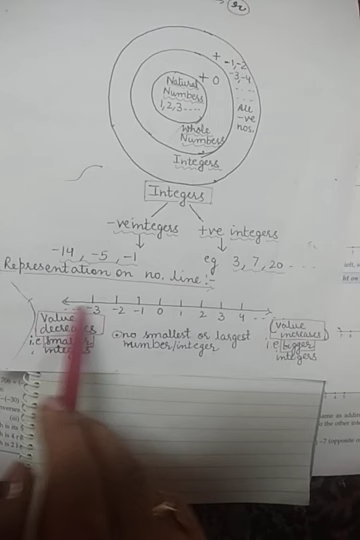 + -1,-2
-3,-4
.....
.....
All
-ve
nos.
+ 0
Natural
Numbers
1,2,3.....
Whole
Numbers
Integers
Integers
-veintegers +ve integers
-14, -5, -1 eg 3, 7, 20 .....
Representation on no. line:-
-3 -2 -1 0 1 2 3 4 ...
Value
decreases
i.e smaller
integers
no smallest or largest
number/integer
Value
increases
i.e bigger
integers